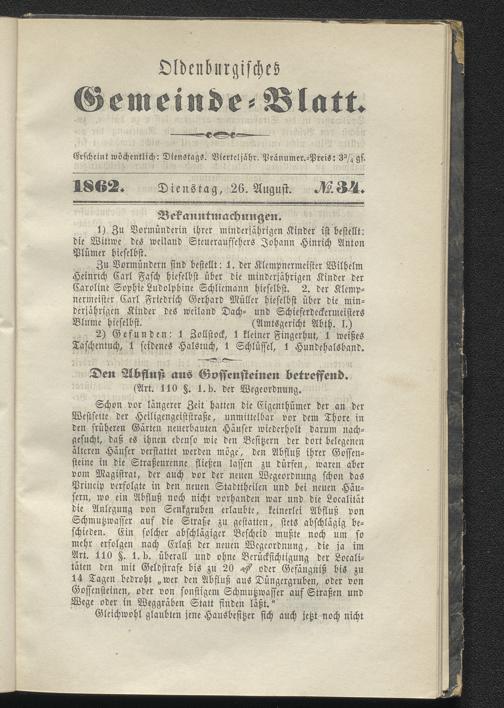 Oldenburgisches
Gemeinde-Blatt.
Erscheint wöchentlich: Dienstags. Vierteljähr. Pränumer.-Preis: 3¾ gf.
1862. Dienstag, 26. August. № 34.
Bekanntmachungen.
1) Zu Vormünderin ihrer minderjährigen Kinder ist bestellt:
die Wittwe des weiland Steueraufsehers Johann Hinrich Anton
Plümer hieselbst.
Zu Vormündern sind bestellt: 1. der Klempnermeister Wilhelm
Heinrich Carl Fasch hieselbst über die minderjährigen Kinder der
Caroline Sophie Ludolphine Schliemann hieselbst. 2. der Klemp-
nermeister Carl Friedrich Gerhard Müller hieselbst über die min-
derjährigen Kinder des weiland Dach- und Schieferdeckermeisters
Blume hieselbst. (Amtsgericht Abth. I.)
2) Gefunden: 1 Zollstock, 1 kleiner Fingerhut, 1 weißes
Taschentuch, 1 seidenes Halstuch, 1 Schlüssel, 1 Hundehalsband.
Den Abfluß aus Gossensteinen betreffend.
(Art. 110 §. 1. b. der Wegeordnung.
Schon vor längerer Zeit hatten die Eigenthümer der an der
Westseite der Heiligengeiststraße, unmittelbar vor dem Thore in
den früheren Gärten neuerbauten Häuser wiederholt darum nach-
gesucht, daß es ihnen ebenso wie den Besitzern der dort belegenen
älteren Häuser verstattet werden möge, den Abfluß ihrer Gossen-
steine in die Straßenrenne fließen lassen zu dürfen, waren aber
vom Magistrat, der auch vor der neuen Wegeordnung schon das
Princip verfolgte in den neuen Stadttheilen und bei neuen Häu-
sern, wo ein Abfluß noch nicht vorhanden war und die Localität
die Anlegung von Senkgruben erlaubte, keinerlei Abfluß von
Schmutzwasser auf die Straße zu gestatten, stets abschlägig be-
schieden. Ein solcher abschlägiger Bescheid mußte noch um so
mehr erfolgen nach Erlaß der neuen Wegeordnung, die ja im
Art. 110 §. 1. b. überall und ohne Berücksichtigung der Locali-
täten den mit Geldstrafe bis zu 20 ₰ oder Gefängniß bis zu
14 Tagen bedroht „wer den Abfluß aus Düngergruben, oder von
Gossensteinen, oder von sonstigem Schmutzwasser auf Straßen und
Wege oder in Weggräben Statt finden läßt."
Gleichwohl glaubten jene Hausbesitzer sich auch jetzt noch nicht